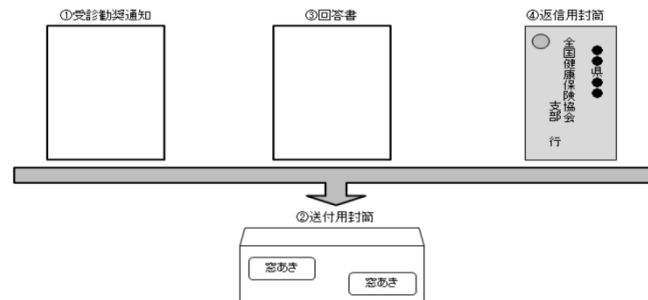 ①受診勧奨通知
③回答書
④返信用封筒
●●県●●
全国健康保険協会
支部　行
②送付用封筒
窓あき
窓あき